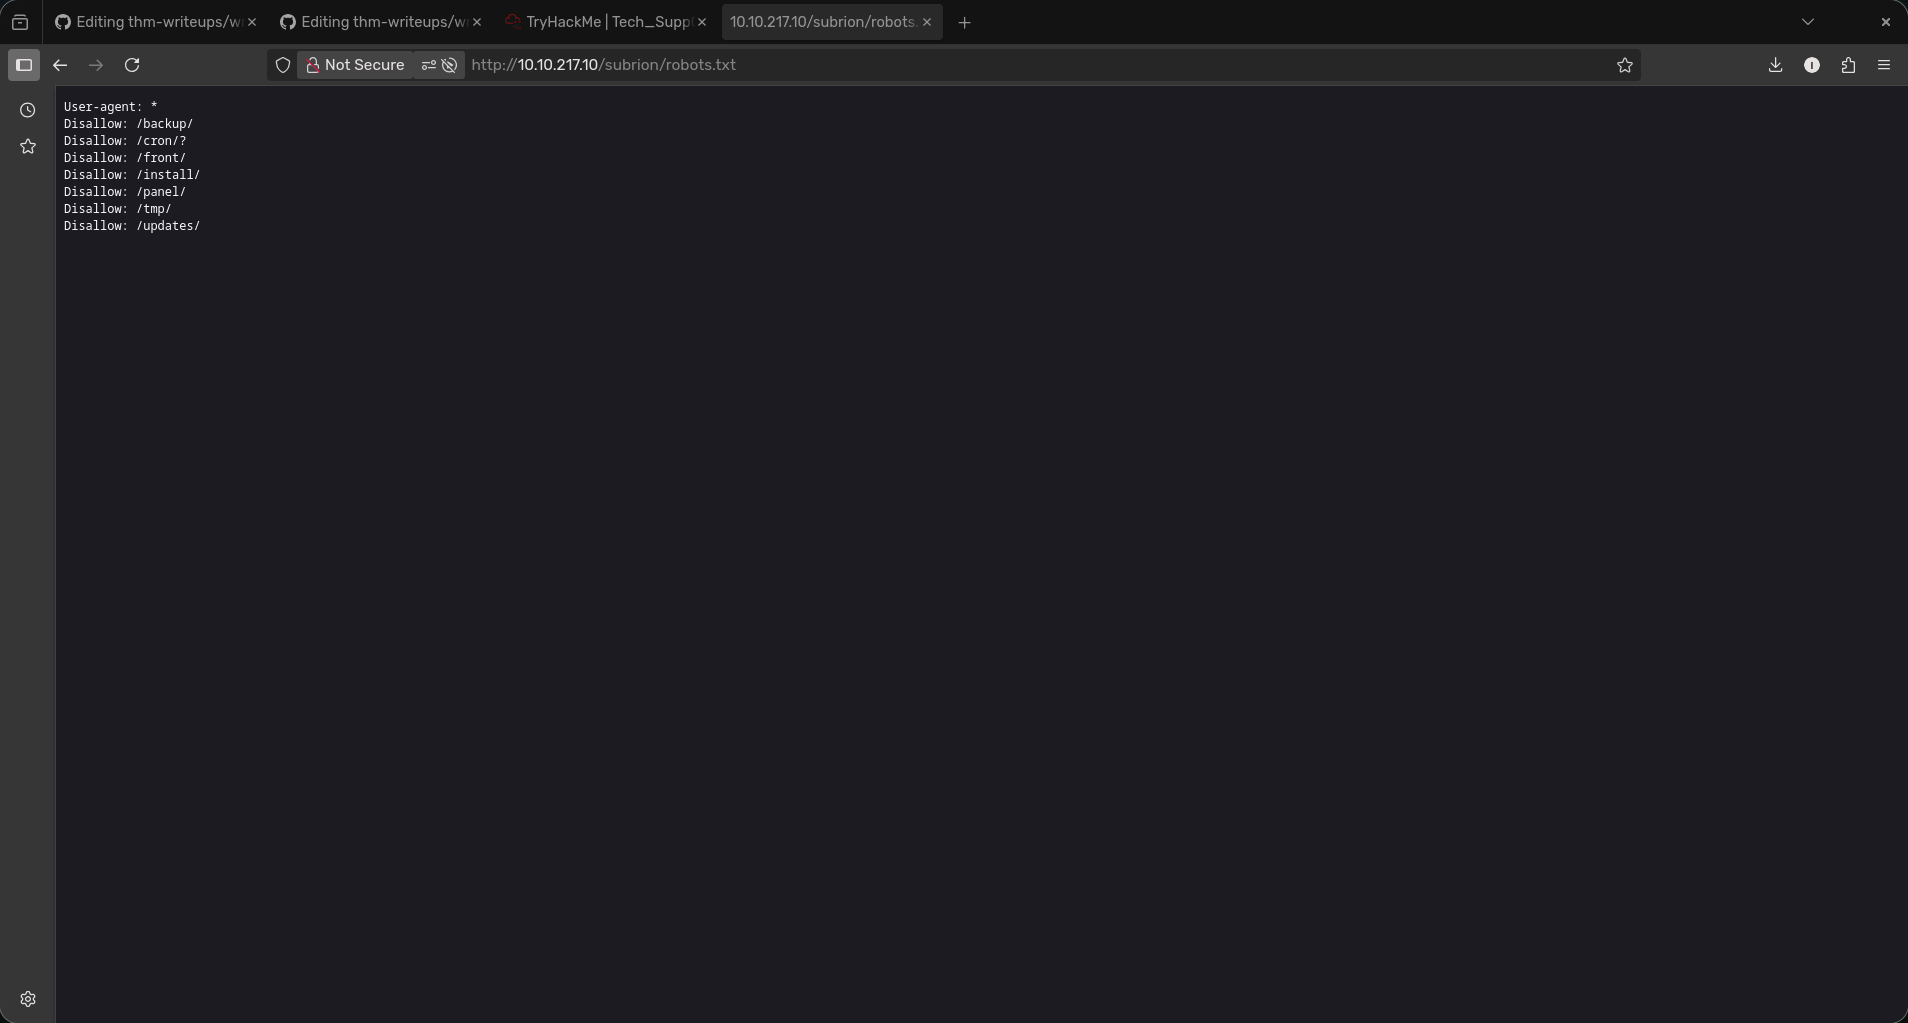 Editing thm-writeups/w
Editing thm-writeups/w
TryHackMe | Tech_Supp
10.10.217.10/subrion/robots.
Not Secure
http://10.10.217.10/subrion/robots.txt
User-agent: *
Disallow: /backup/
Disallow: /cron/?
Disallow: /front/
Disallow: /install/
Disallow: /panel/
Disallow: /tmp/
Disallow: /updates/